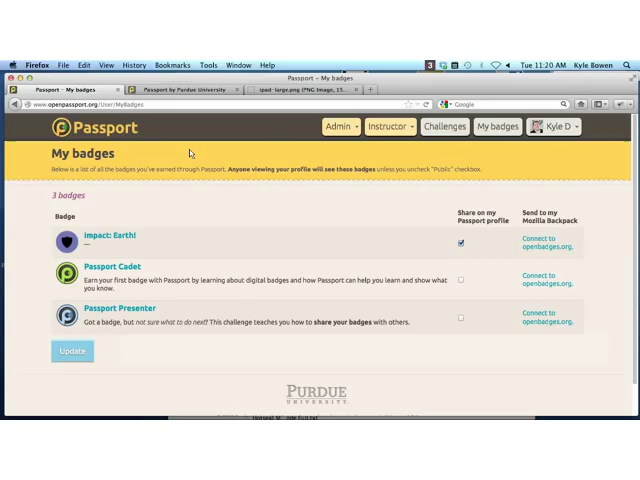 Firefox File Edit View History Bookmarks Tools Window Help 3 Tue 11:20 AM Kyle Bowen
Passport – My badges
Passport – My badges × Passport by Purdue University × ipad-large.png (PNG Image, 15... × +
www.openpassport.org/User/MyBadges Google
Passport Admin Instructor Challenges My badges Kyle D
My badges
Below is a list of all the badges you've earned through Passport. Anyone viewing your profile will see these badges unless you uncheck "Public" checkbox.
3 badges
Badge
Share on my
Passport profile
Send to my
Mozilla Backpack
Impact: Earth!
—
Connect to
openbadges.org.
Passport Cadet
Earn your first badge with Passport by learning about digital badges and how Passport can help you learn and show what
you know.
Connect to
openbadges.org.
Passport Presenter
Got a badge, but not sure what to do next? This challenge teaches you how to share your badges with others.
Connect to
openbadges.org.
Update
PURDUE
UNIVERSITY